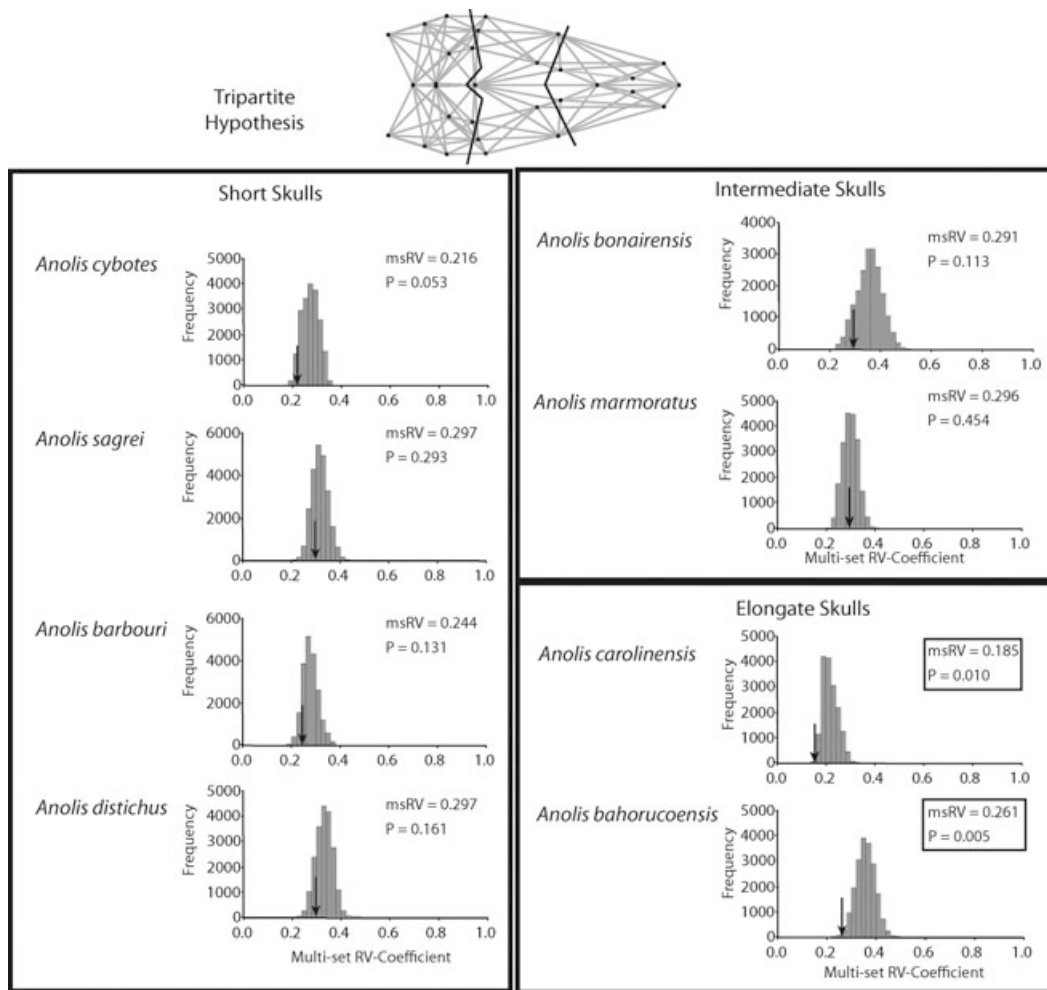 Tripartite
Hypothesis
Short Skulls
Anolis cybotes
Frequency
5000
4000
3000
2000
1000
0
0.0 0.2 0.4 0.6 0.8 1.0
msRV = 0.216
P = 0.053
Anolis sagrei
Frequency
6000
4000
2000
0
0.0 0.2 0.4 0.6 0.8 1.0
msRV = 0.297
P = 0.293
Anolis barbouri
Frequency
6000
4000
2000
0
0.0 0.2 0.4 0.6 0.8 1.0
msRV = 0.244
P = 0.131
Anolis distichus
Frequency
5000
4000
3000
2000
1000
0
0.0 0.2 0.4 0.6 0.8 1.0
Multi-set RV-Coefficient
msRV = 0.297
P = 0.161
Intermediate Skulls
Anolis bonairensis
Frequency
4000
3000
2000
1000
0
0.0 0.2 0.4 0.6 0.8 1.0
msRV = 0.291
P = 0.113
Anolis marmoratus
Frequency
5000
4000
3000
2000
1000
0
0.0 0.2 0.4 0.6 0.8 1.0
Multi-set RV-Coefficient
msRV = 0.296
P = 0.454
Elongate Skulls
Anolis carolinensis
Frequency
5000
4000
3000
2000
1000
0
0.0 0.2 0.4 0.6 0.8 1.0
msRV = 0.185
P = 0.010
Anolis bahorucoensis
Frequency
5000
4000
3000
2000
1000
0
0.0 0.2 0.4 0.6 0.8 1.0
Multi-set RV-Coefficient
msRV = 0.261
P = 0.005